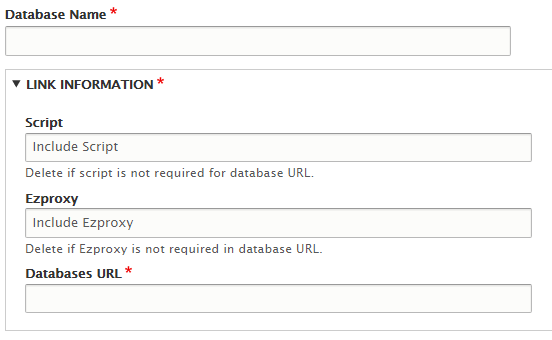 Database Name *
▼ LINK INFORMATION *
Script
Include Script
Delete if script is not required for database URL.
Ezproxy
Include Ezproxy
Delete if Ezproxy is not required in database URL.
Databases URL *